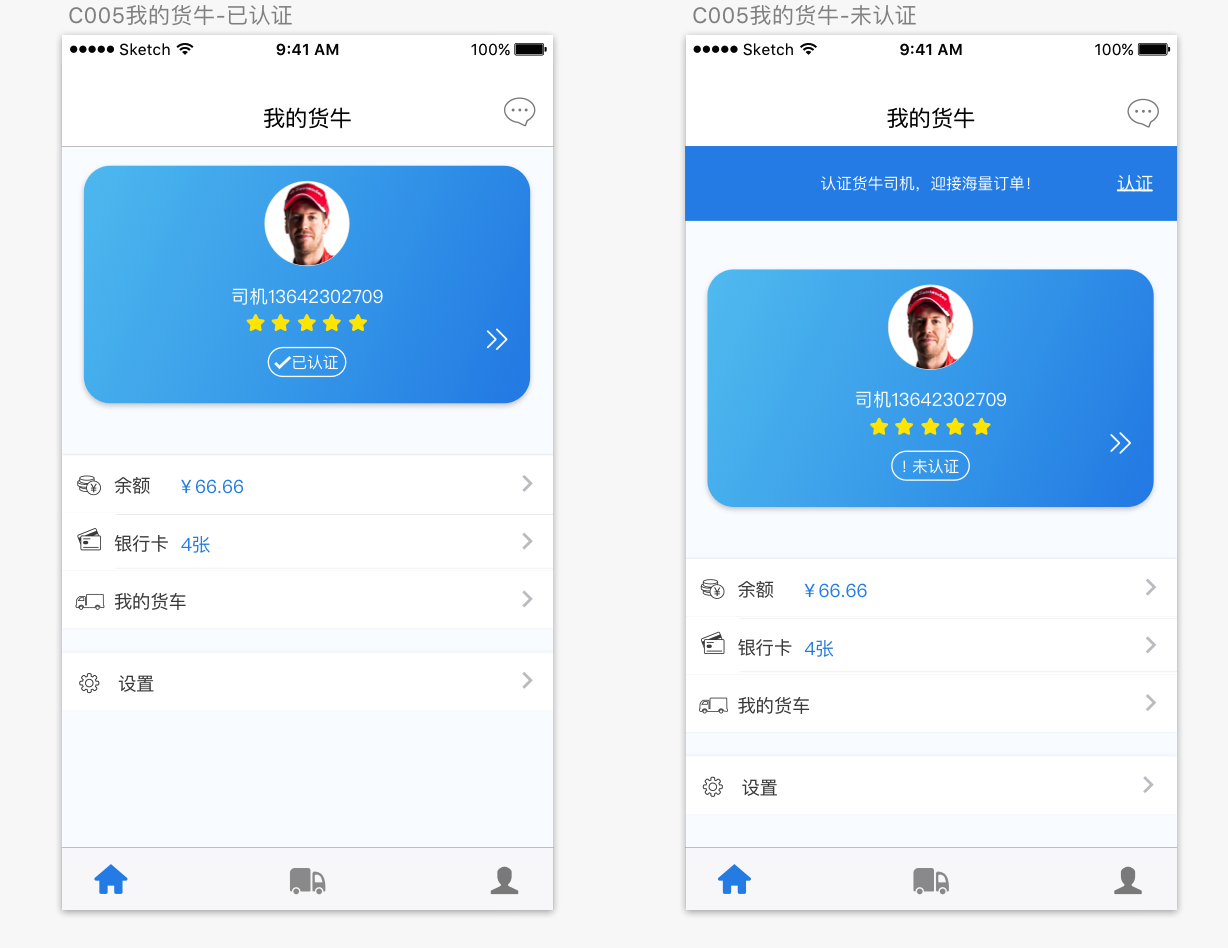 C005我的货牛-已认证
Sketch 9:41 AM 100%
我的货牛
司机13642302709
已认证
余额 ￥66.66
银行卡 4张
我的货车
设置
C005我的货牛-未认证
Sketch 9:41 AM 100%
我的货牛
认证货牛司机，迎接海量订单！ 认证
司机13642302709
！未认证
余额 ￥66.66
银行卡 4张
我的货车
设置